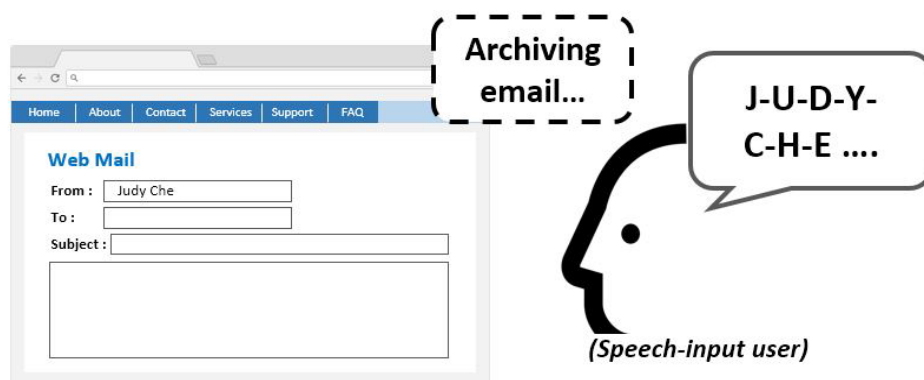 Archiving
email...
J-U-D-Y-
C-H-E ....
Home About Contact Services Support FAQ
Web Mail
From : Judy Che
To :
Subject :
(Speech-input user)